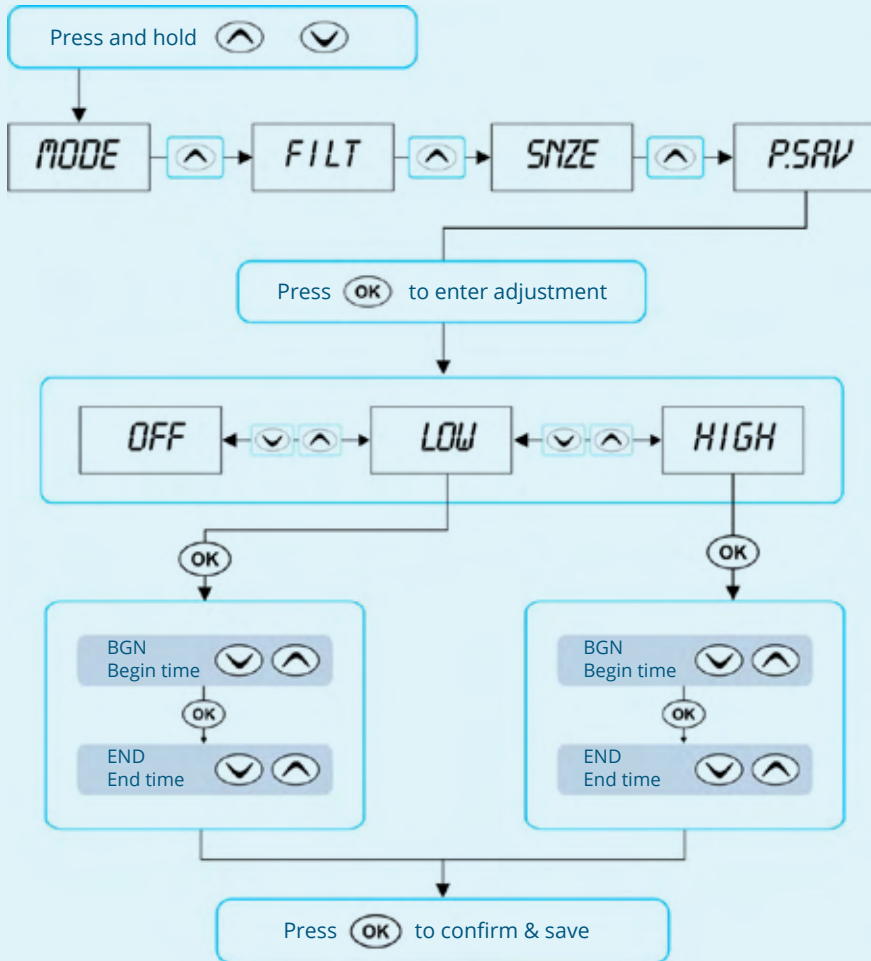 Press and hold
MODE FILT SNZE P.SAV
Press OK to enter adjustment
OFF LOW HIGH
OK OK
BGN
Begin time
OK
END
End time
BGN
Begin time
OK
END
End time
Press OK to confirm & save